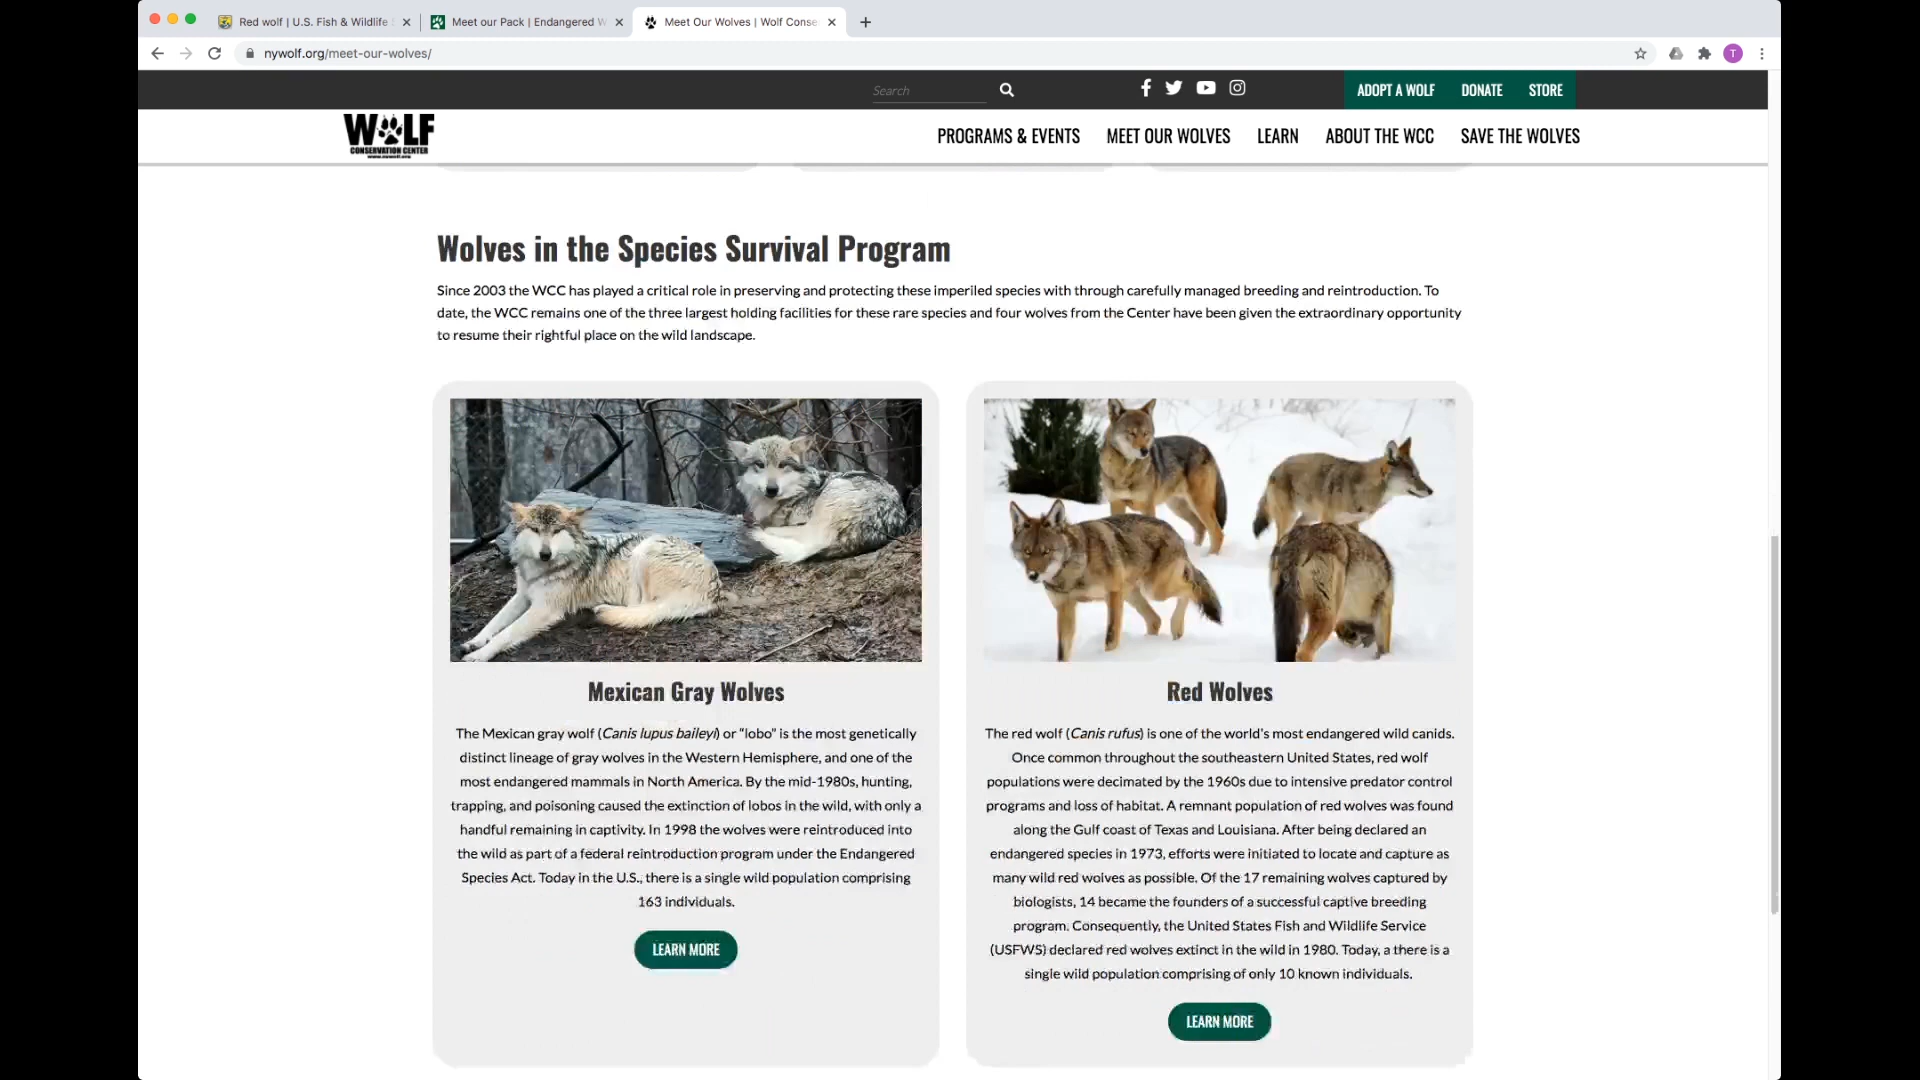 Red wolf | U.S. Fish & Wildlife
Meet our Pack | Endangered W
Meet Our Wolves | Wolf Conse
nywolf.org/meet-our-wolves/
T
Search
ADOPT A WOLF DONATE STORE
WOLF
CONSERVATION CENTER
www.nywolf.org
PROGRAMS & EVENTS MEET OUR WOLVES LEARN ABOUT THE WCC SAVE THE WOLVES
Wolves in the Species Survival Program
Since 2003 the WCC has played a critical role in preserving and protecting these imperiled species with through carefully managed breeding and reintroduction. To
date, the WCC remains one of the three largest holding facilities for these rare species and four wolves from the Center have been given the extraordinary opportunity
to resume their rightful place on the wild landscape.
Mexican Gray Wolves
The Mexican gray wolf (Canis lupus baileyi) or “lobo” is the most genetically
distinct lineage of gray wolves in the Western Hemisphere, and one of the
most endangered mammals in North America. By the mid-1980s, hunting,
trapping, and poisoning caused the extinction of lobos in the wild, with only a
handful remaining in captivity. In 1998 the wolves were reintroduced into
the wild as part of a federal reintroduction program under the Endangered
Species Act. Today in the U.S., there is a single wild population comprising
163 individuals.
LEARN MORE
Red Wolves
The red wolf (Canis rufus) is one of the world’s most endangered wild canids.
Once common throughout the southeastern United States, red wolf
populations were decimated by the 1960s due to intensive predator control
programs and loss of habitat. A remnant population of red wolves was found
along the Gulf coast of Texas and Louisiana. After being declared an
endangered species in 1973, efforts were initiated to locate and capture as
many wild red wolves as possible. Of the 17 remaining wolves captured by
biologists, 14 became the founders of a successful captive breeding
program. Consequently, the United States Fish and Wildlife Service
(USFWS) declared red wolves extinct in the wild in 1980. Today, a there is a
single wild population comprising of only 10 known individuals.
LEARN MORE